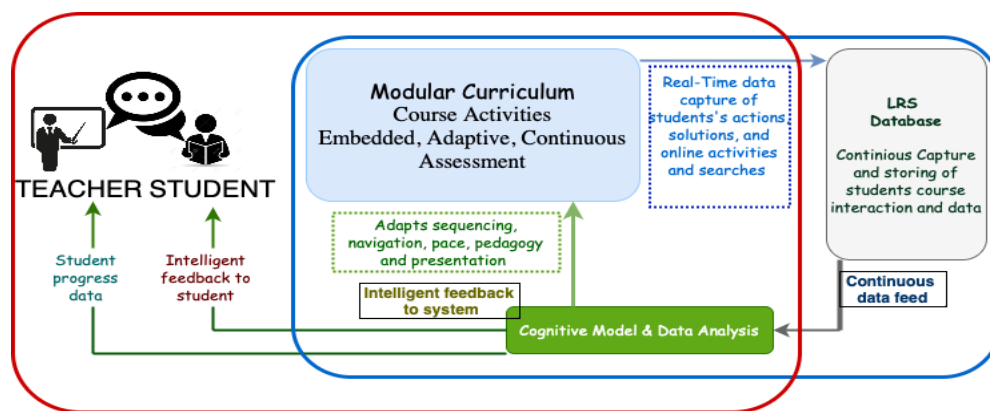 TEACHER STUDENT
Student
progress
data
Intelligent
feedback to
student
Modular Curriculum
Course Activities
Embedded, Adaptive, Continuous
Assessment
Real-Time data
capture of
students's actions,
solutions, and
online activities
and searches
LRS
Database
Continious Capture
and storing of
students course
interaction and data
Adapts sequencing,
navigation, pace, pedagogy
and presentation
Intelligent feedback
to system
Continuous
data feed
Cognitive Model & Data Analysis